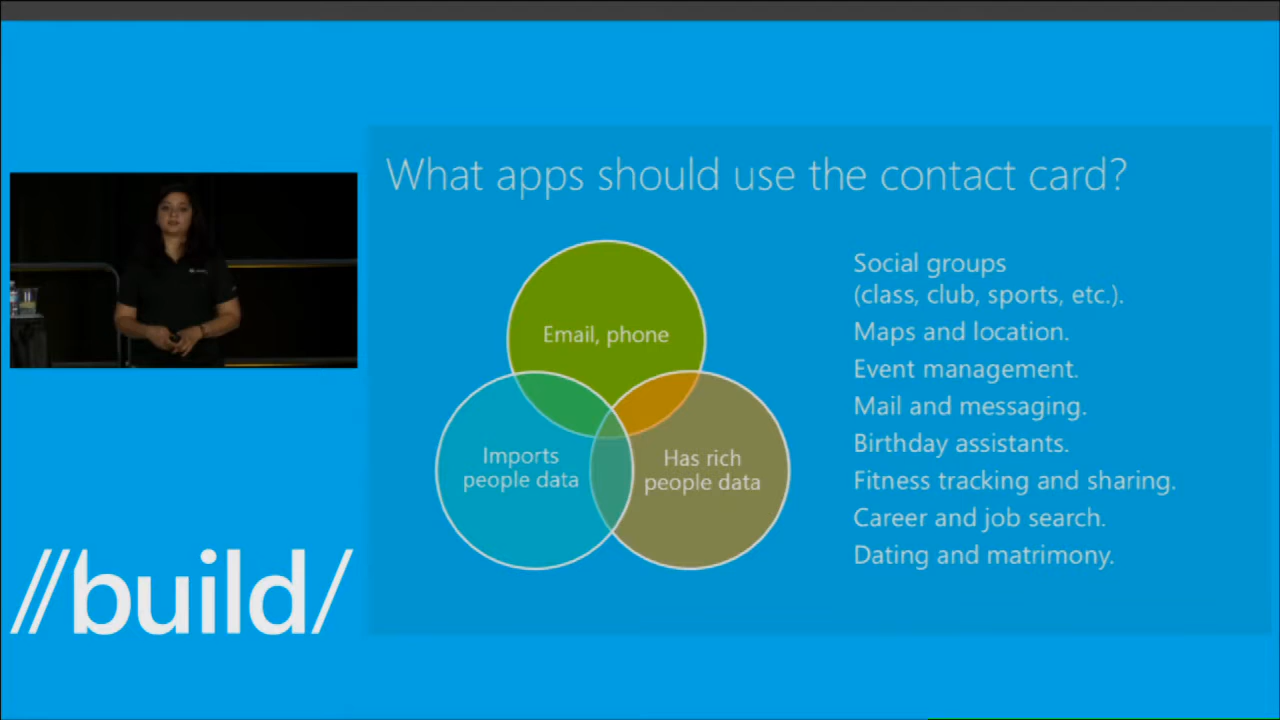 What apps should use the contact card?
Email, phone
Imports
people data
Has rich
people data
Social groups
(class, club, sports, etc.).
Maps and location.
Event management.
Mail and messaging.
Birthday assistants.
Fitness tracking and sharing.
Career and job search.
Dating and matrimony.
//build/